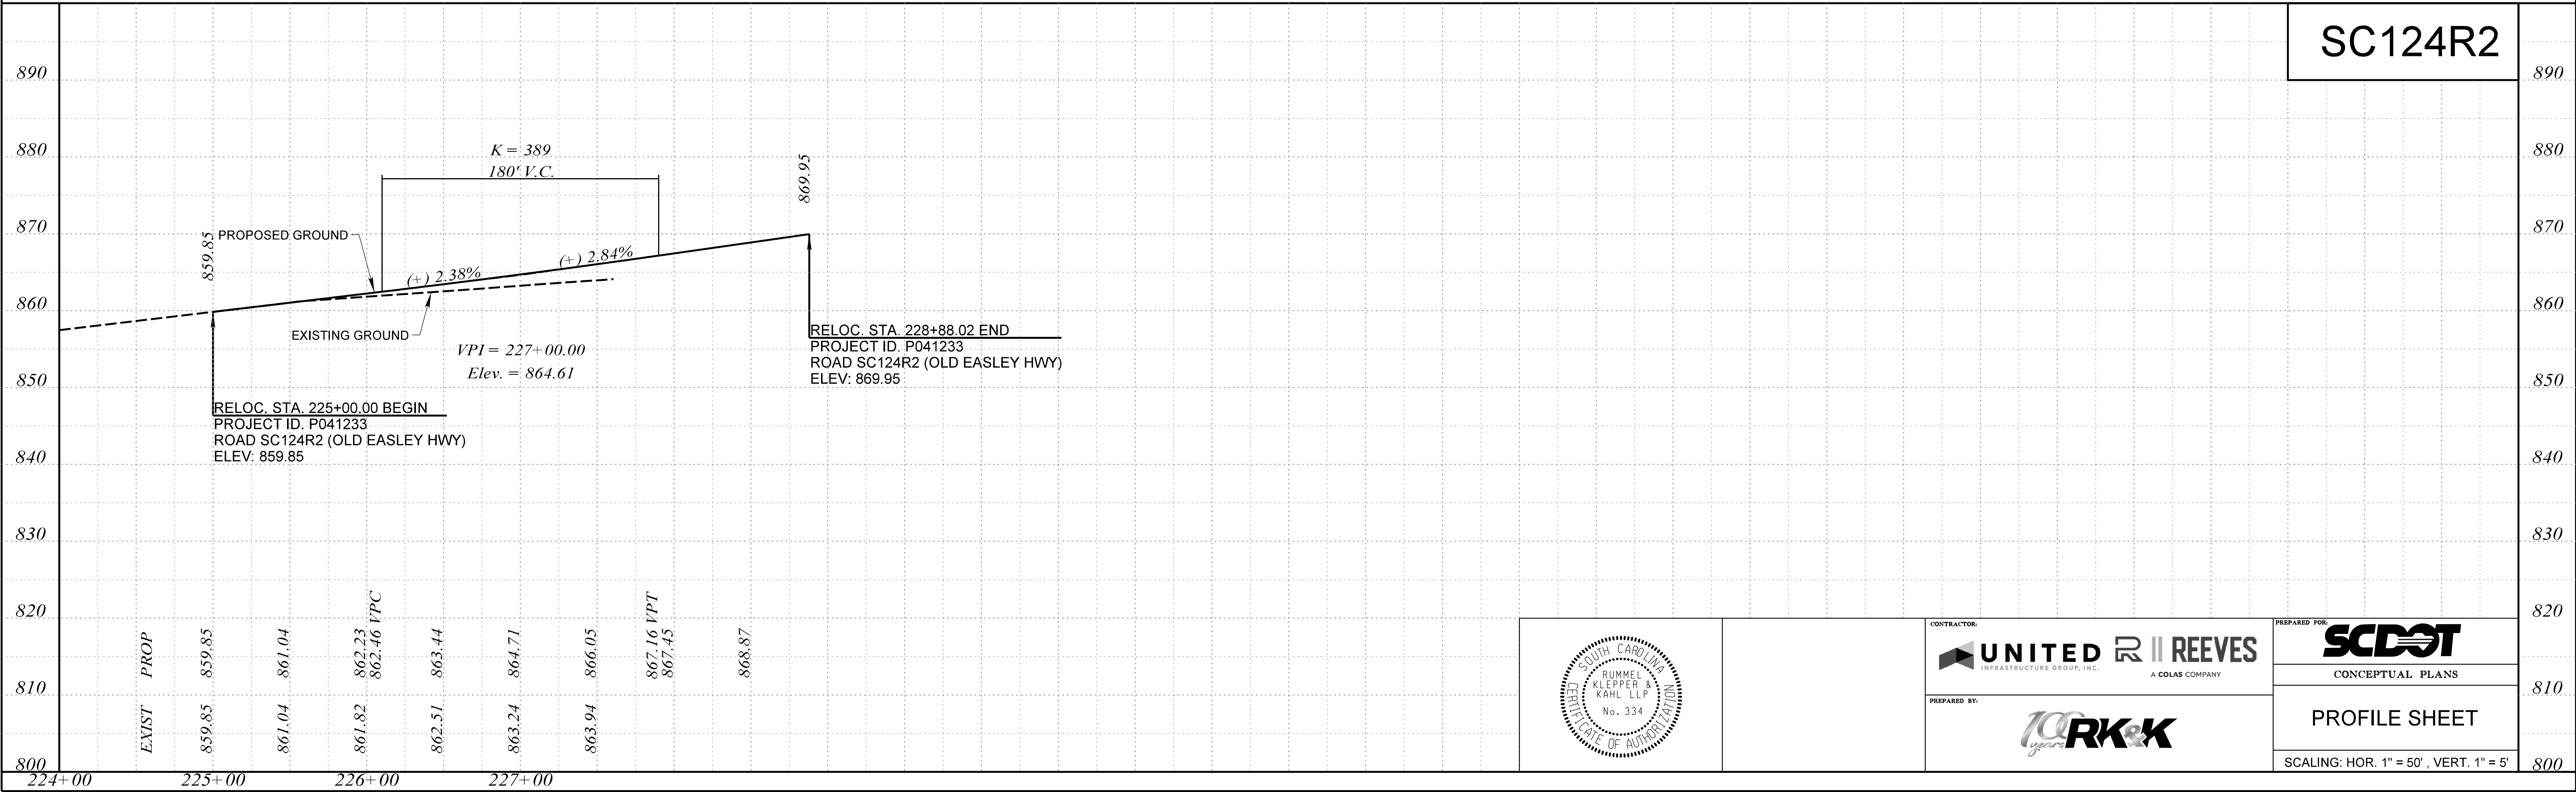 SC124R2
890
890
880
K = 389
880
180' V.C.
869.95
870
859.85
PROPOSED GROUND
870
(+) 2.38%
(+) 2.84%
860
860
EXISTING GROUND
RELOC. STA. 228+88.02 END
PROJECT ID. P041233
ROAD SC124R2 (OLD EASLEY HWY)
ELEV: 869.95
VPI = 227+00.00
Elev. = 864.61
850
850
RELOC. STA. 225+00.00 BEGIN
PROJECT ID. P041233
ROAD SC124R2 (OLD EASLEY HWY)
ELEV: 859.85
840
840
830
830
820
820
PROP
859.85
861.04
862.23
862.46 VPC
863.44
864.71
866.05
867.16 VPT
867.45
868.87
810
810
EXIST
859.85
861.04
861.82
862.51
863.24
863.94
800
800
224+00
225+00
226+00
227+00
SOUTH CAROLINA
RUMMEL
KLEPPER &
KAHL LLP
No. 334
CERTIFICATE OF AUTHORIZATION
CONTRACTOR:
UNITED
INFRASTRUCTURE GROUP, INC.
R REEVES
A COLAS COMPANY
PREPARED BY:
100 years RK&K
PREPARED FOR:
SCDOT
CONCEPTUAL PLANS
PROFILE SHEET
SCALING: HOR. 1" = 50' , VERT. 1" = 5'